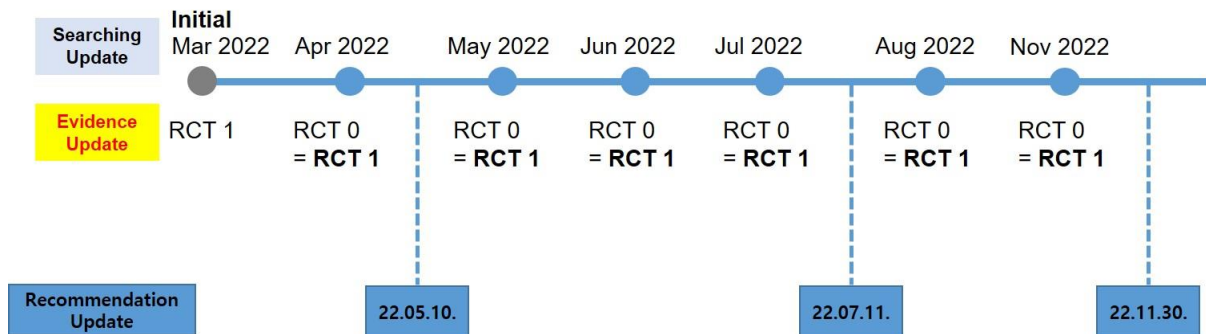 Searching
Update
Initial
Mar 2022
Apr 2022
May 2022
Jun 2022
Jul 2022
Aug 2022
Nov 2022
Evidence
Update
RCT 1
RCT 0
= RCT 1
RCT 0
= RCT 1
RCT 0
= RCT 1
RCT 0
= RCT 1
RCT 0
= RCT 1
RCT 0
= RCT 1
Recommendation
Update
22.05.10.
22.07.11.
22.11.30.